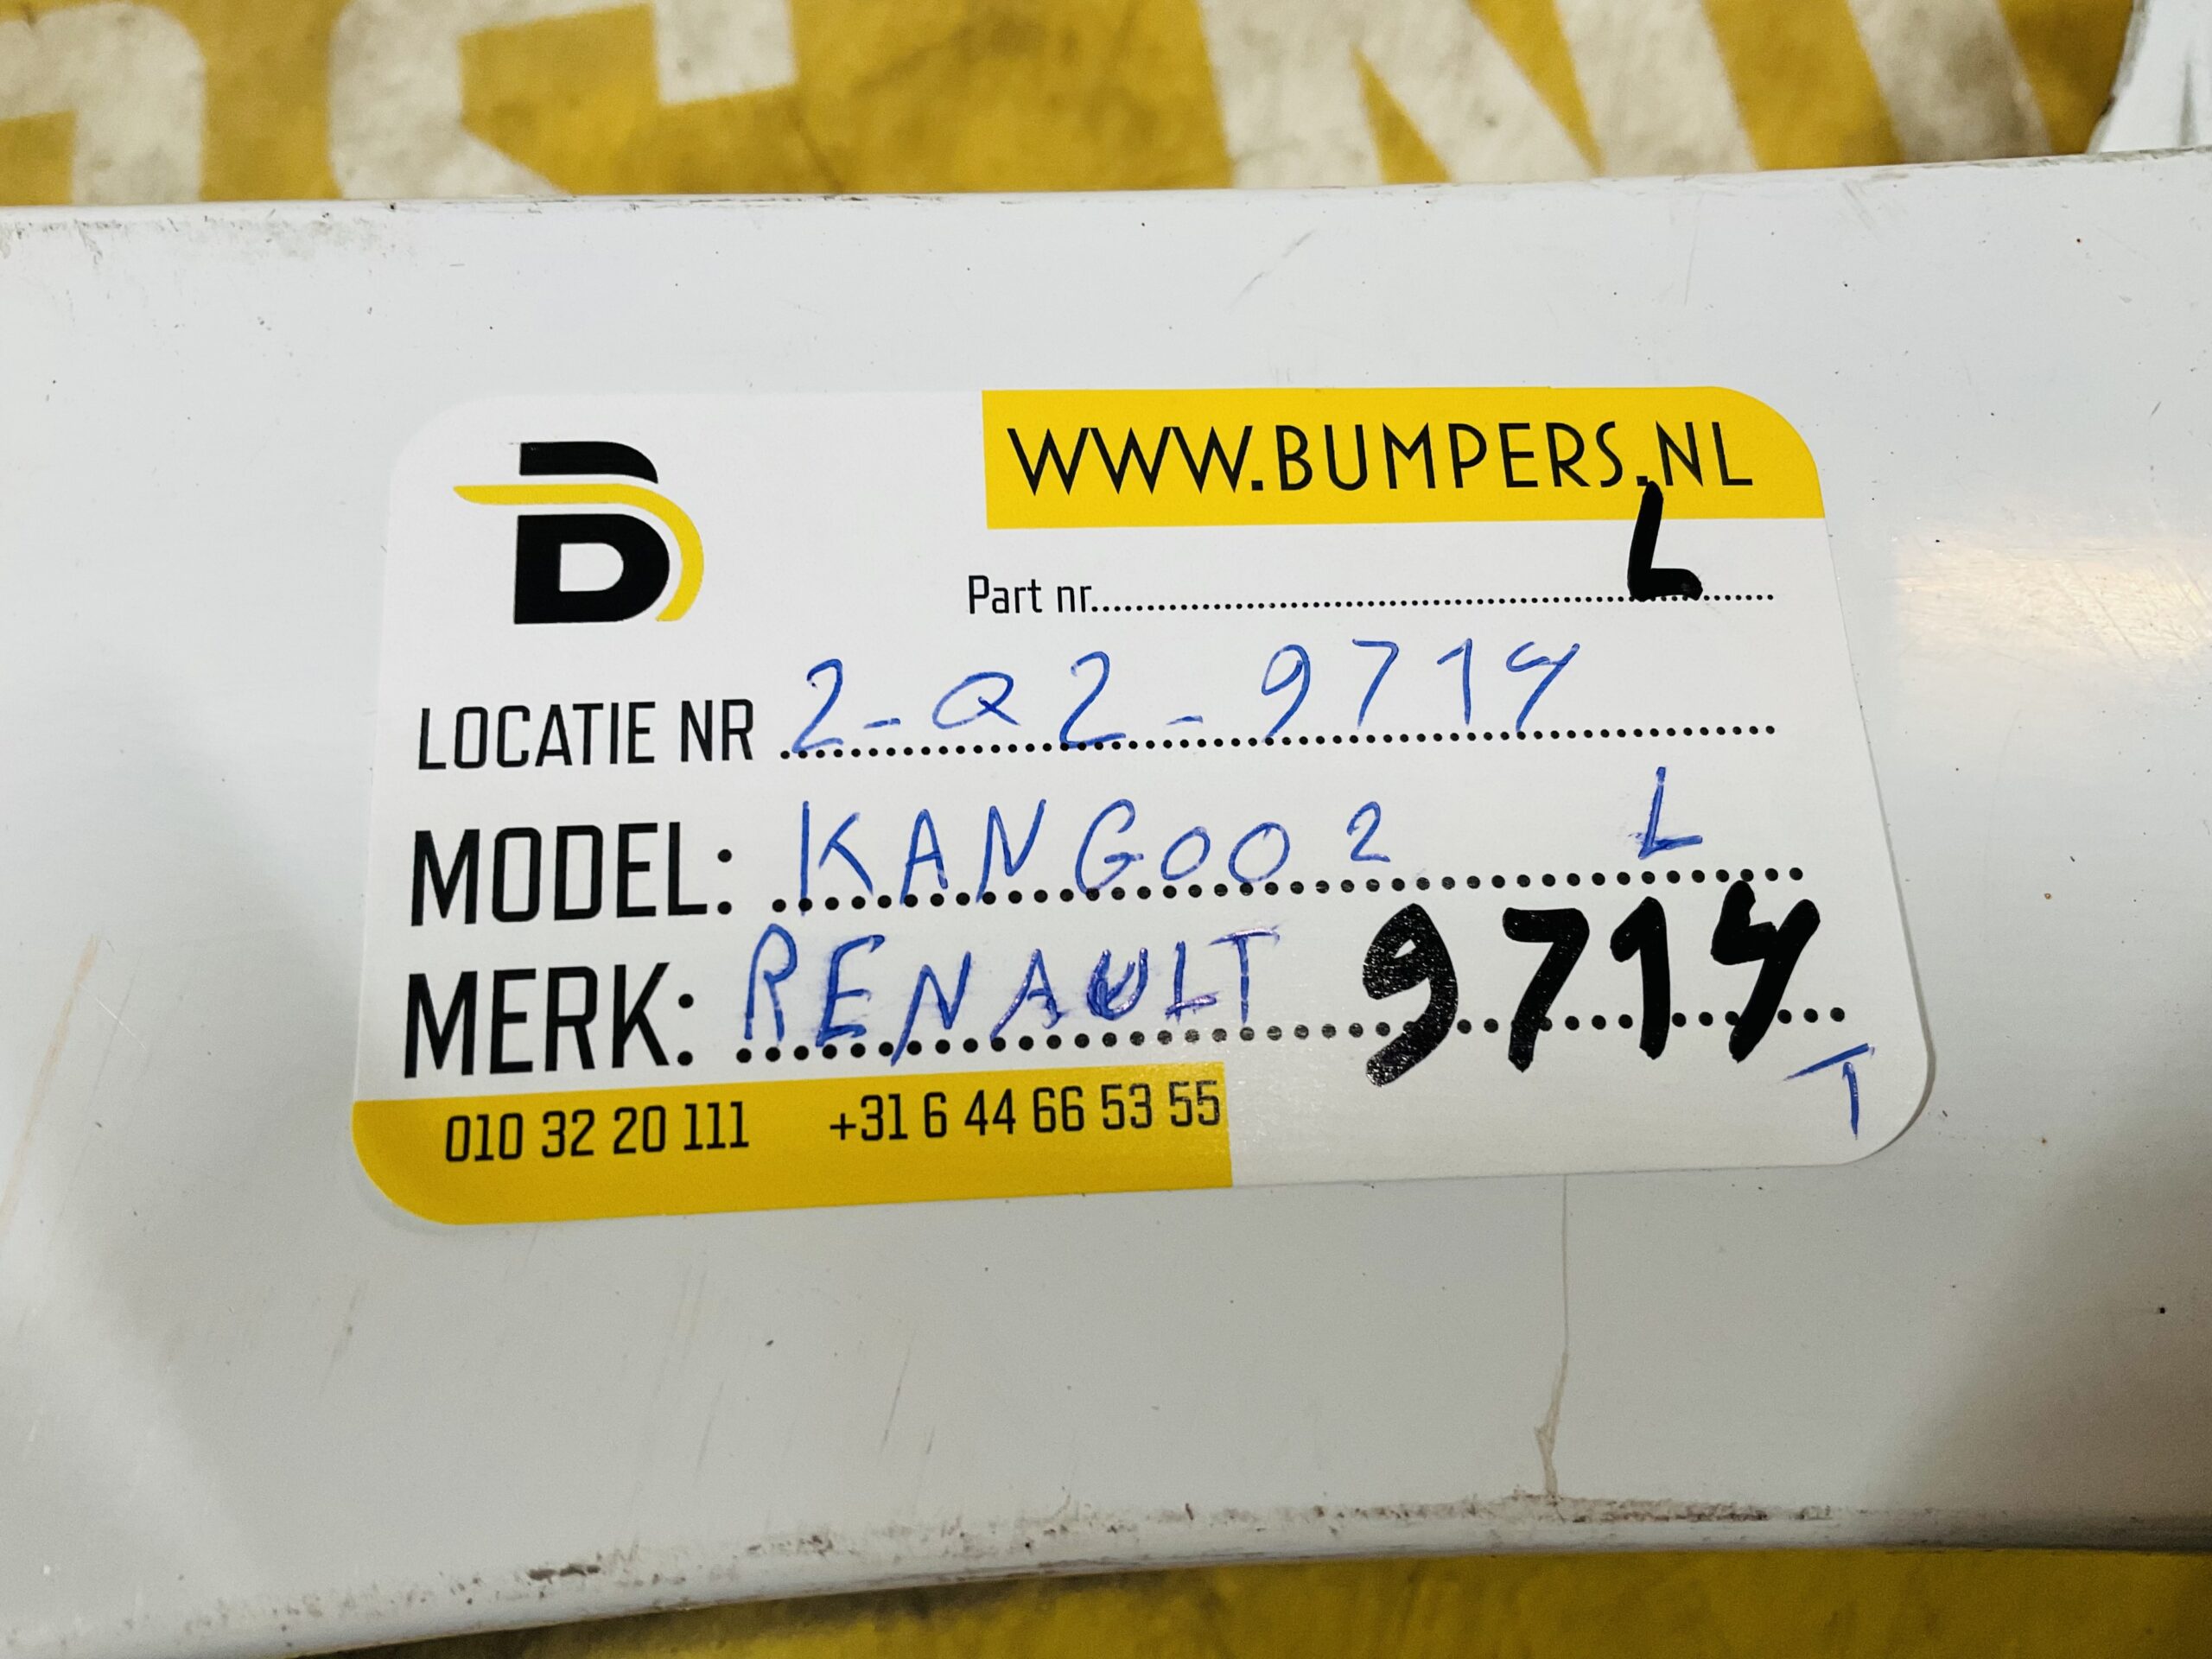 WWW.BUMPERS.NL
Part nr. L
LOCATIE NR 2-Q2-9714
MODEL: KANGOO 2 L
MERK: RENAULT 9714
T
010 32 20 111 +31 6 44 66 53 55